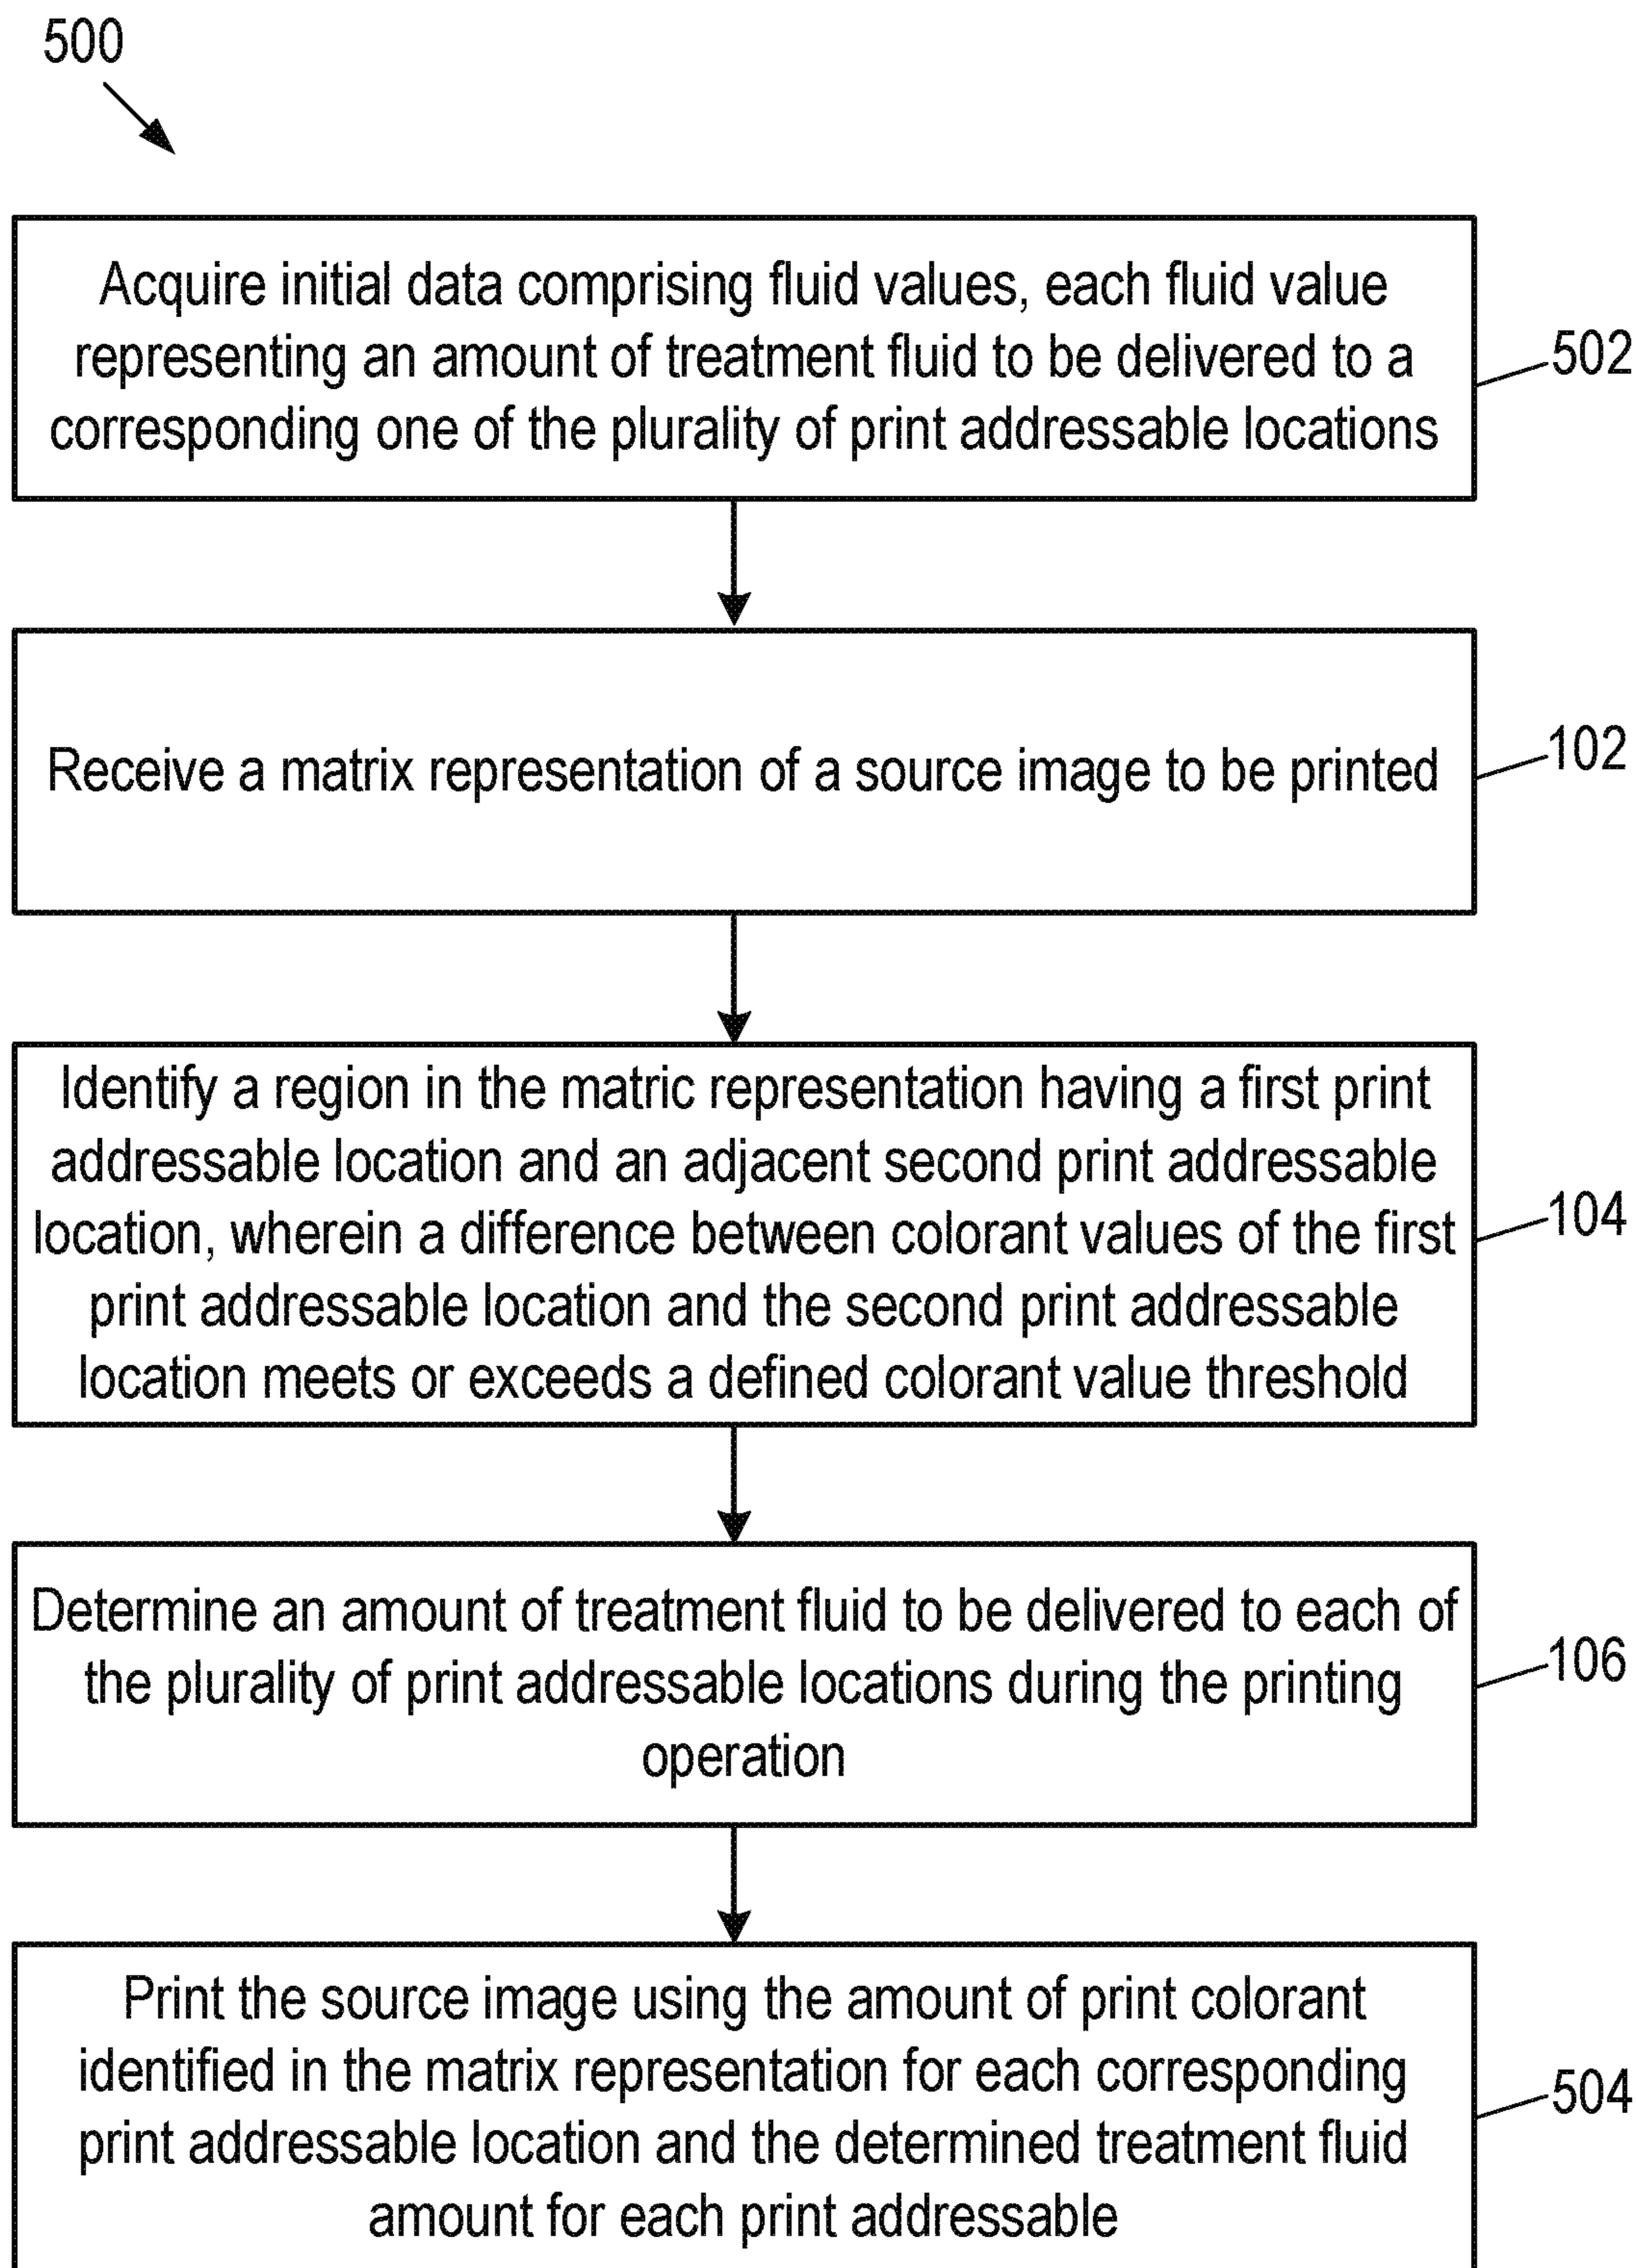 500
Acquire initial data comprising fluid values, each fluid value
representing an amount of treatment fluid to be delivered to a
corresponding one of the plurality of print addressable locations
502
Receive a matrix representation of a source image to be printed
102
Identify a region in the matric representation having a first print
addressable location and an adjacent second print addressable
location, wherein a difference between colorant values of the first
print addressable location and the second print addressable
location meets or exceeds a defined colorant value threshold
104
Determine an amount of treatment fluid to be delivered to each of
the plurality of print addressable locations during the printing
operation
106
Print the source image using the amount of print colorant
identified in the matrix representation for each corresponding
print addressable location and the determined treatment fluid
amount for each print addressable
504